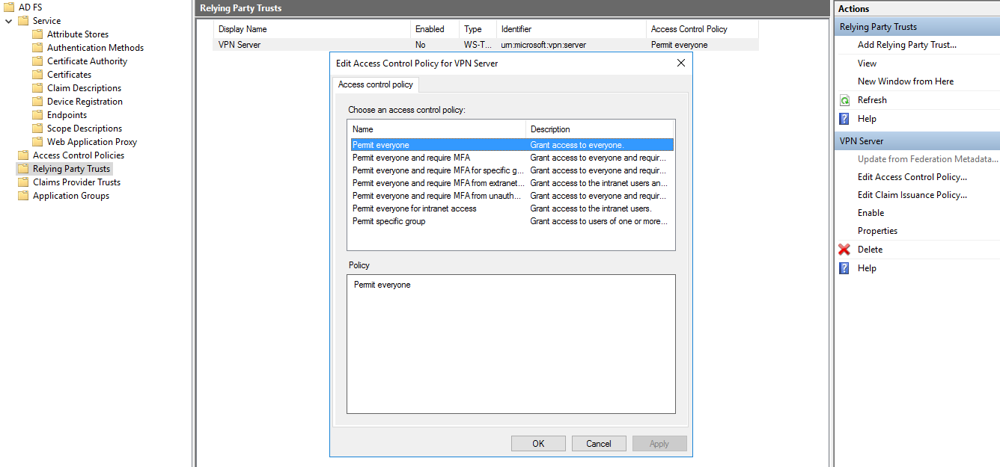 AD FS
Service
Attribute Stores
Authentication Methods
Certificate Authority
Certificates
Claim Descriptions
Device Registration
Endpoints
Scope Descriptions
Web Application Proxy
Access Control Policies
Relying Party Trusts
Claims Provider Trusts
Application Groups
Relying Party Trusts
Display Name Enabled Type Identifier Access Control Policy
VPN Server No WS-T... urn:microsoft:vpn:server Permit everyone
Edit Access Control Policy for VPN Server
Access control policy
Choose an access control policy:
Name Description
Permit everyone Grant access to everyone.
Permit everyone and require MFA Grant access to everyone and requir...
Permit everyone and require MFA for specific g... Grant access to everyone and requir...
Permit everyone and require MFA from extranet... Grant access to the intranet users an...
Permit everyone and require MFA from unauth... Grant access to everyone and requir...
Permit everyone for intranet access Grant access to the intranet users.
Permit specific group Grant access to users of one or more...
Policy
Permit everyone
OK Cancel Apply
Actions
Relying Party Trusts
Add Relying Party Trust...
View
New Window from Here
Refresh
Help
VPN Server
Update from Federation Metadata...
Edit Access Control Policy...
Edit Claim Issuance Policy...
Enable
Properties
Delete
Help